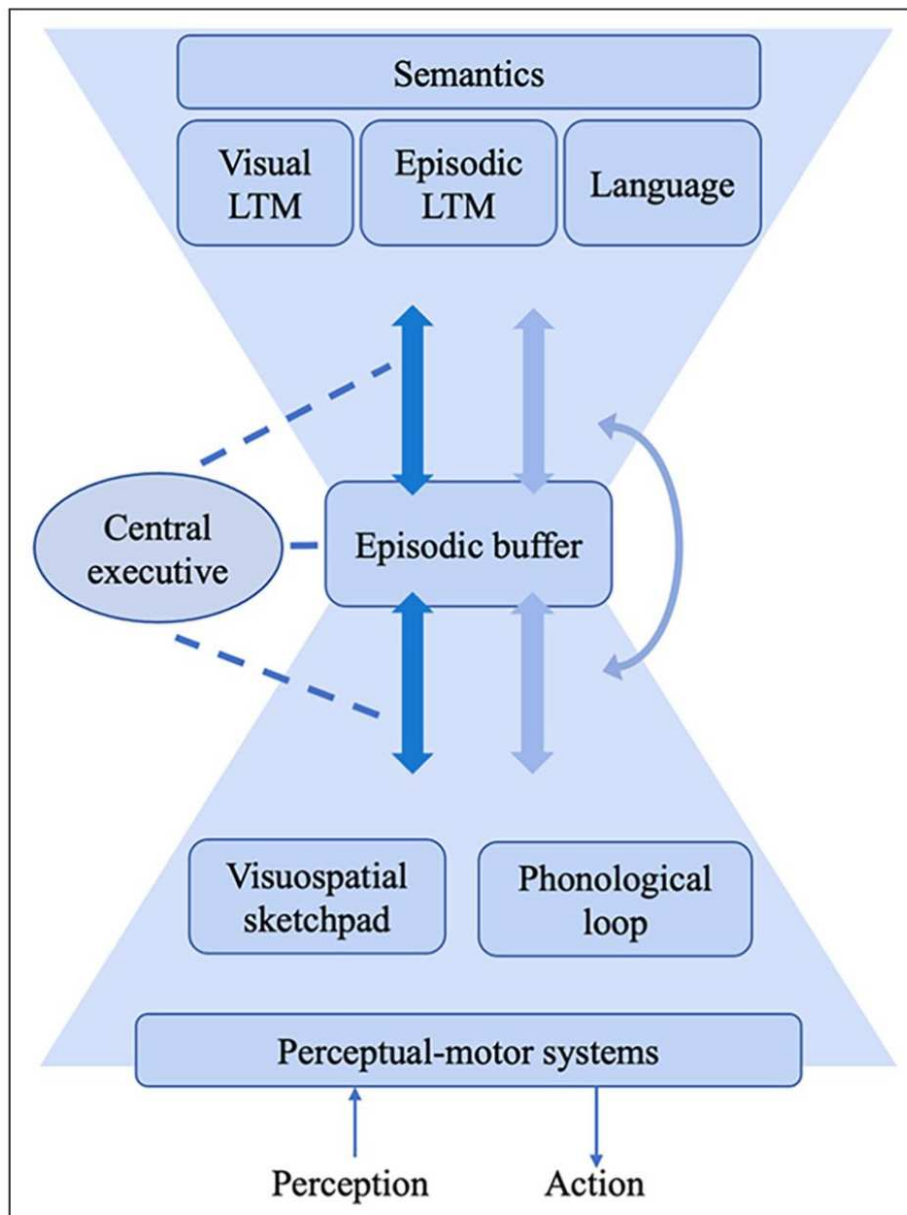 Semantics
Visual
LTM
Episodic
LTM
Language
Central
executive
Episodic buffer
Visuospatial
sketchpad
Phonological
loop
Perceptual-motor systems
Perception
Action